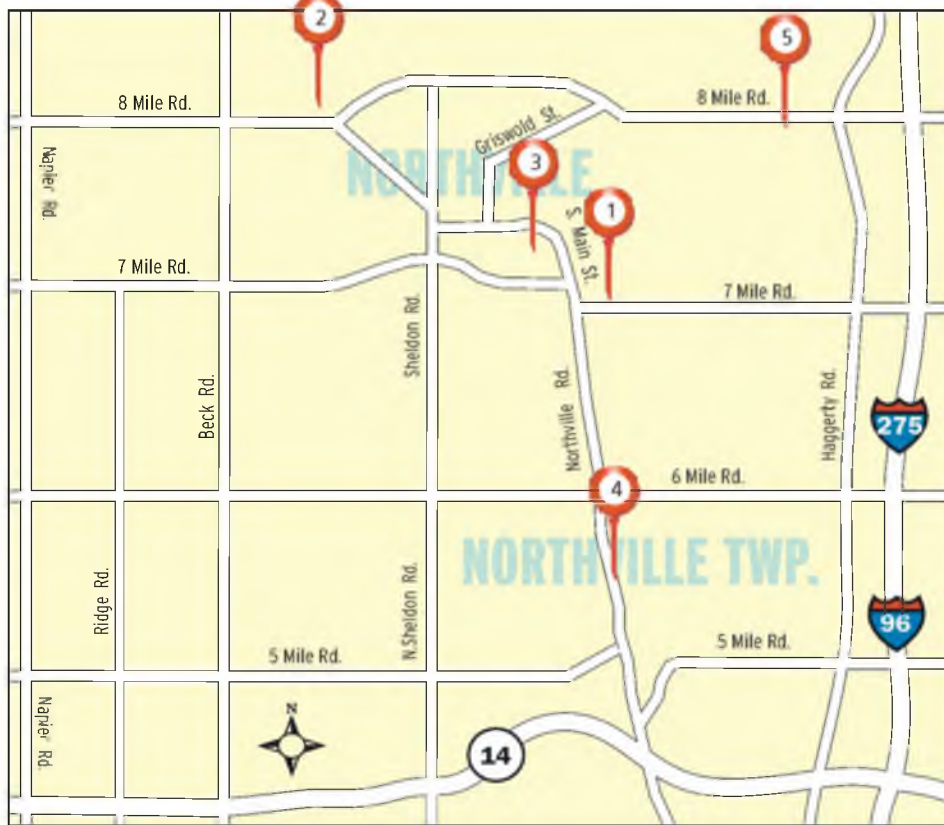 2
5
8 Mile Rd.
8 Mile Rd.
Griswold St.
Napier Rd.
NORTHVILLE
3
1
S. Main St.
7 Mile Rd.
7 Mile Rd.
Sheldon Rd.
Beck Rd.
Northville Rd.
Haggerty Rd.
275
6 Mile Rd.
4
NORTHVILLE TWP.
Ridge Rd.
N.Sheldon Rd.
96
5 Mile Rd.
5 Mile Rd.
Napier Rd.
N
14